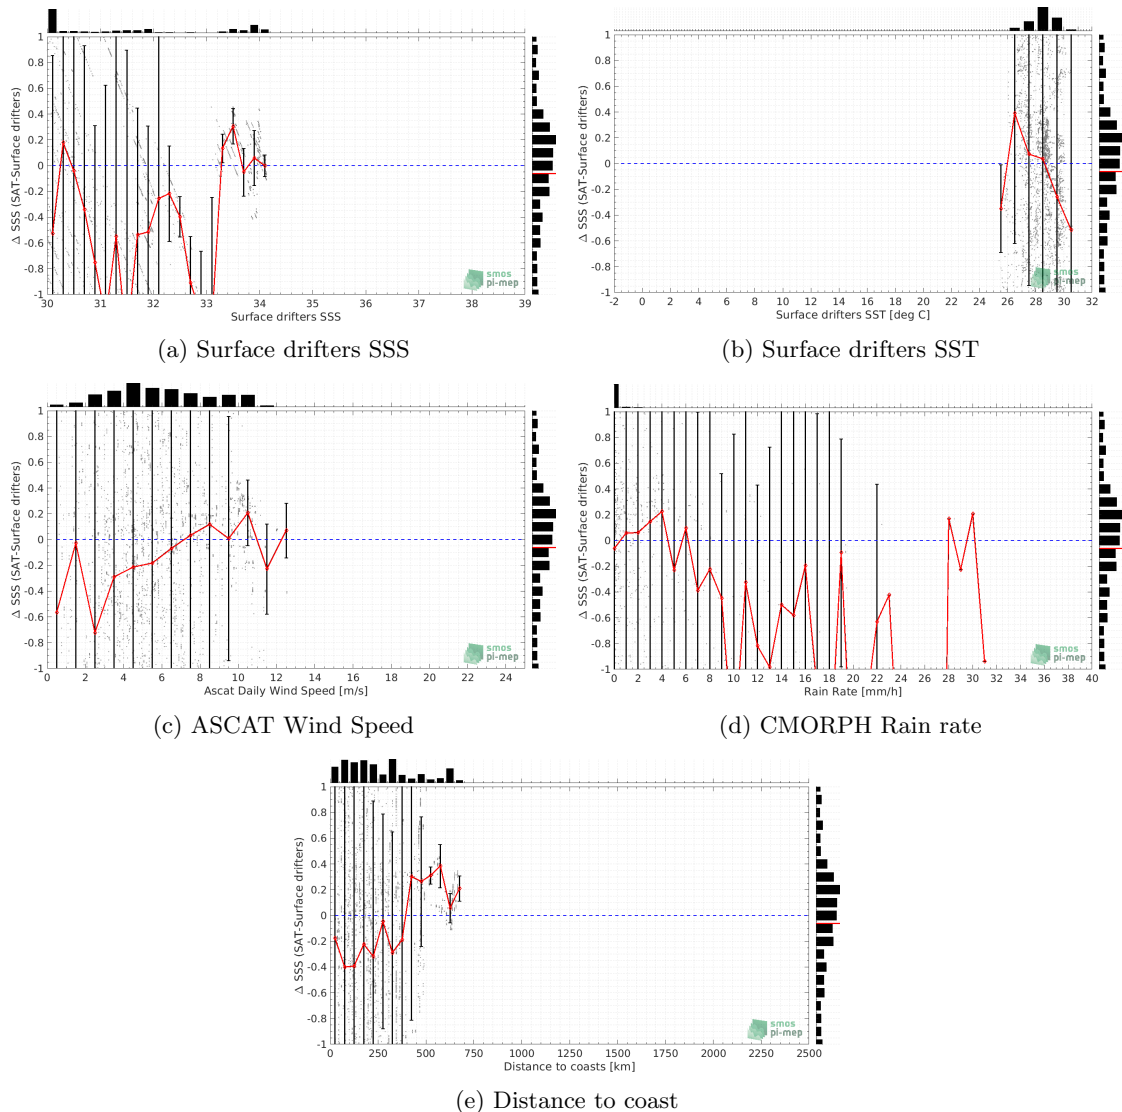 Δ SSS (SAT-Surface drifters)
1
0.8
0.6
0.4
0.2
0
-0.2
-0.4
-0.6
-0.8
-1
30 31 32 33 34 35 36 37 38 39
Surface drifters SSS
smos
pi-mep
(a) Surface drifters SSS
Δ SSS (SAT-Surface drifters)
1
0.8
0.6
0.4
0.2
0
-0.2
-0.4
-0.6
-0.8
-1
-2 0 2 4 6 8 10 12 14 16 18 20 22 24 26 28 30 32
Surface drifters SST [deg C]
smos
pi-mep
(b) Surface drifters SST
Δ SSS (SAT-Surface drifters)
1
0.8
0.6
0.4
0.2
0
-0.2
-0.4
-0.6
-0.8
-1
0 2 4 6 8 10 12 14 16 18 20 22 24
Ascat Daily Wind Speed [m/s]
smos
pi-mep
(c) ASCAT Wind Speed
Δ SSS (SAT-Surface drifters)
1
0.8
0.6
0.4
0.2
0
-0.2
-0.4
-0.6
-0.8
-1
0 2 4 6 8 10 12 14 16 18 20 22 24 26 28 30 32 34 36 38 40
Rain Rate [mm/h]
smos
pi-mep
(d) CMORPH Rain rate
Δ SSS (SAT-Surface drifters)
1
0.8
0.6
0.4
0.2
0
-0.2
-0.4
-0.6
-0.8
-1
0 250 500 750 1000 1250 1500 1750 2000 2250 2500
Distance to coasts [km]
smos
pi-mep
(e) Distance to coast